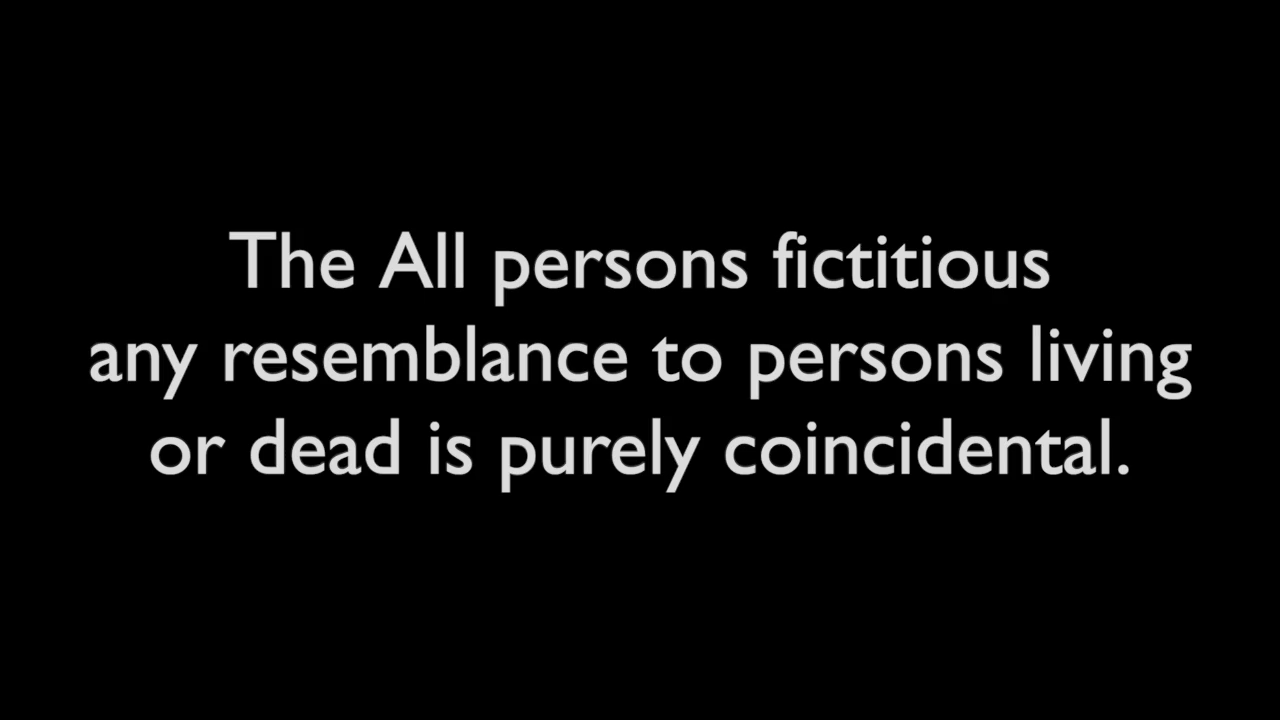 The All persons fictitious
any resemblance to persons living
or dead is purely coincidental.